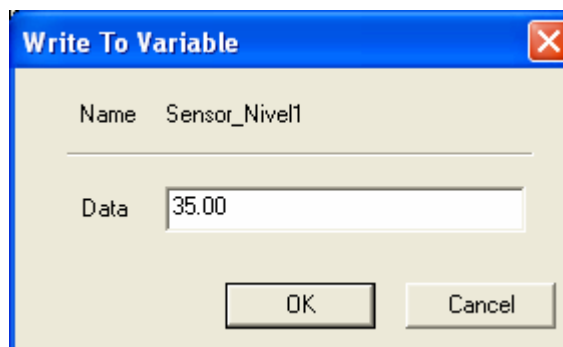 Write To Variable
Name Sensor_Nivel1
Data 35.00
OK Cancel